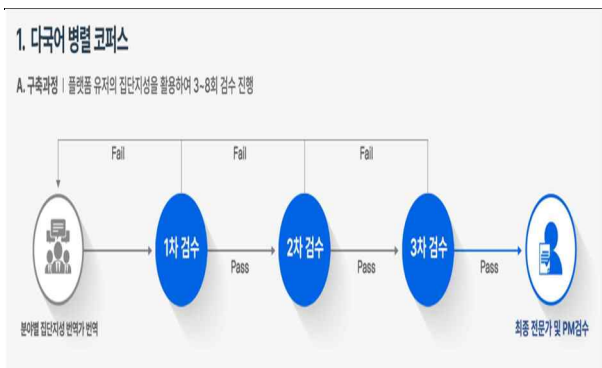 1. 다국어 병렬 코퍼스
A. 구축과정 | 플랫폼 유저의 집단지성을 활용하여 3~8회 검수 진행
Fail Fail Fail
1차 검수 2차 검수 3차 검수
Pass Pass Pass
분야별 집단지성 번역가 번역 최종 전문가 및 PM검수